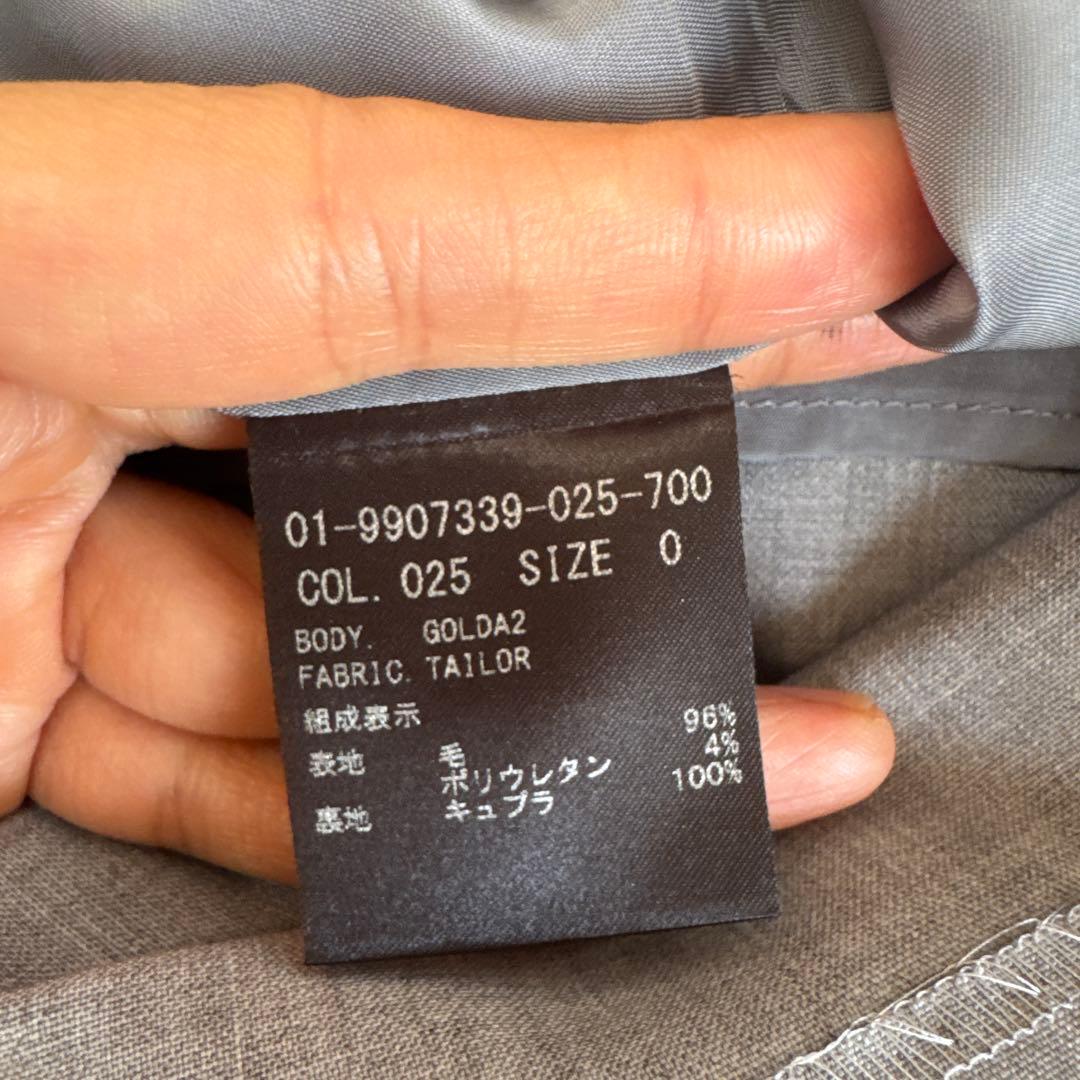 01-9907339-025-700
COL. 025 SIZE 0
BODY. GOLDA2
FABRIC. TAILOR
組成表示
表地 毛 96%
ポリウレタン 4%
裏地 キュプラ 100%